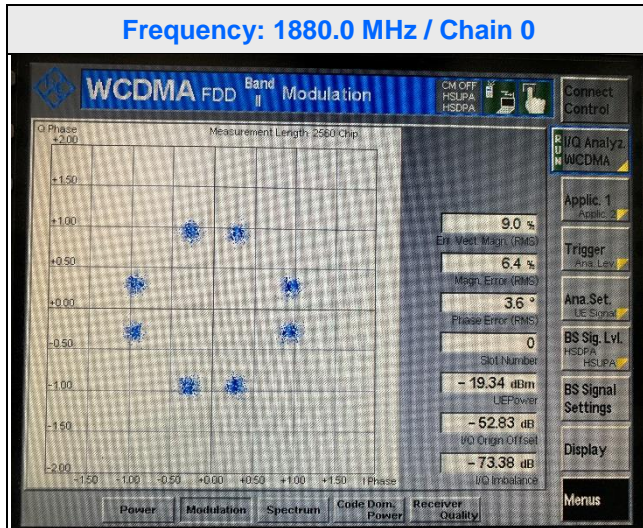 Frequency: 1880.0 MHz / Chain 0
WCDMA FDD Band II Modulation
CM OFF
HSUPA
HSDPA
Connect
Control
Q Phase
Measurement Length: 2560 Chip
+2.00
+1.50
+1.00
+0.50
+0.00
-0.50
-1.00
-1.50
-2.00
-1.50 -1.00 -0.50 +0.00 +0.50 +1.00 +1.50 I Phase
9.0 %
Err. Vect. Magn. (RMS)
6.4 %
Magn. Error (RMS)
3.6 °
Phase Error (RMS)
0
Slot Number
- 19.34 dBm
UEPower
- 52.83 dB
I/Q Origin Offset
- 73.38 dB
I/Q Imbalance
RUN
I/Q Analyz.
WCDMA
Applic. 1
Applic. 2
Trigger
Ana. Lev.
Ana.Set.
UE Signal
BS Sig. Lvl.
HSDPA
HSUPA
BS Signal
Settings
Display
Menus
Power
Modulation
Spectrum
Code Dom.
Power
Receiver
Quality